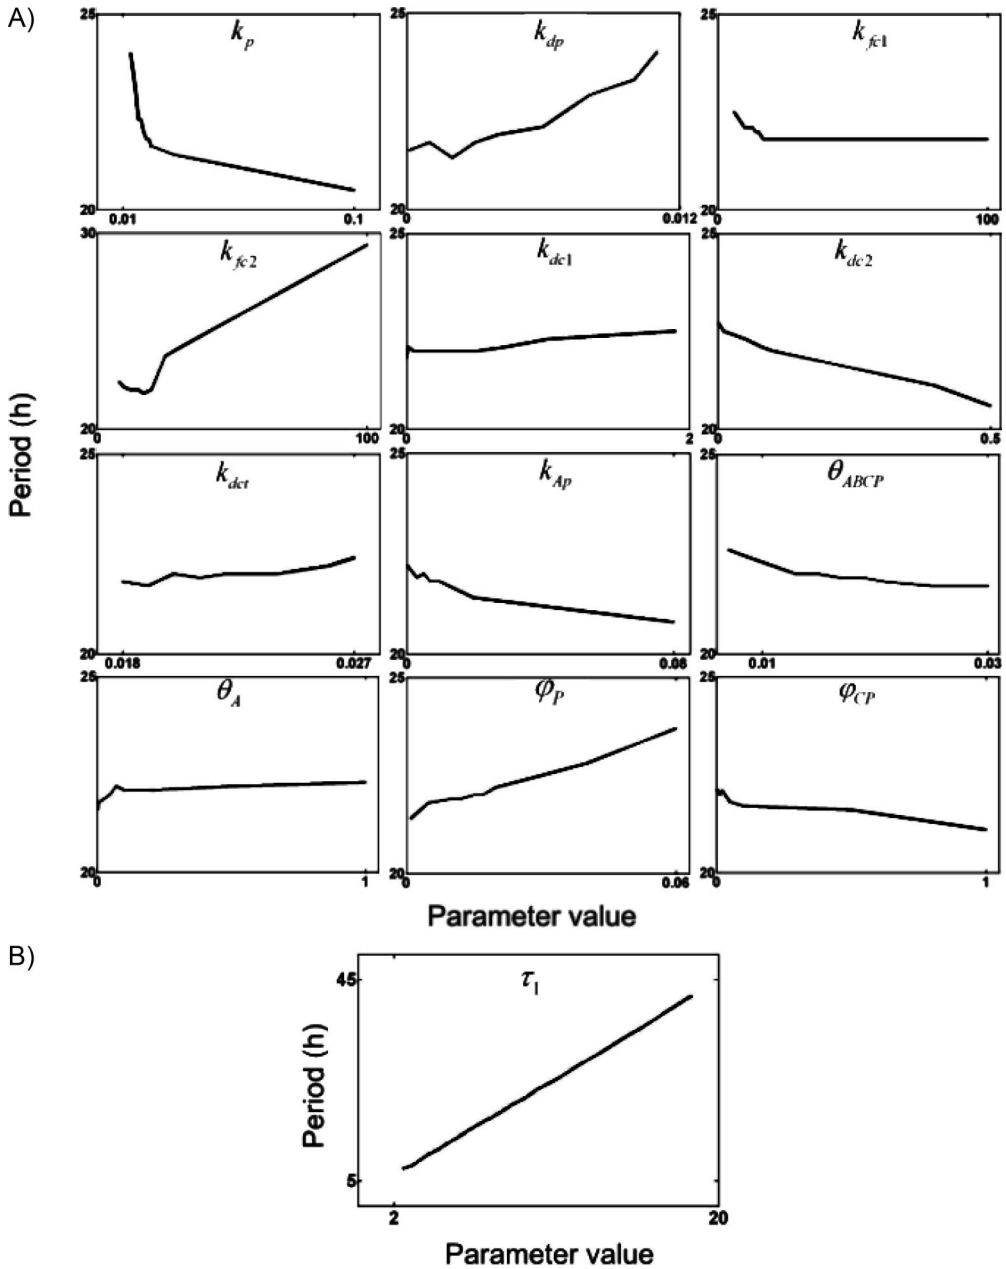 A)
25
k_p
20
0.01
0.1
25
k_dp
20
0
0.012
25
k_fc1
20
0
100
30
k_fc2
20
0
100
25
k_dc1
20
0
2
25
k_dc2
20
0
0.5
25
k_dct
20
0.018
0.027
25
k_Ap
20
0
0.08
25
θ_ABCP
20
0.01
0.03
25
θ_A
20
0
1
25
φ_P
20
0
0.06
25
φ_CP
20
0
1
Period (h)
Parameter value
B)
45
τ_1
5
2
20
Period (h)
Parameter value